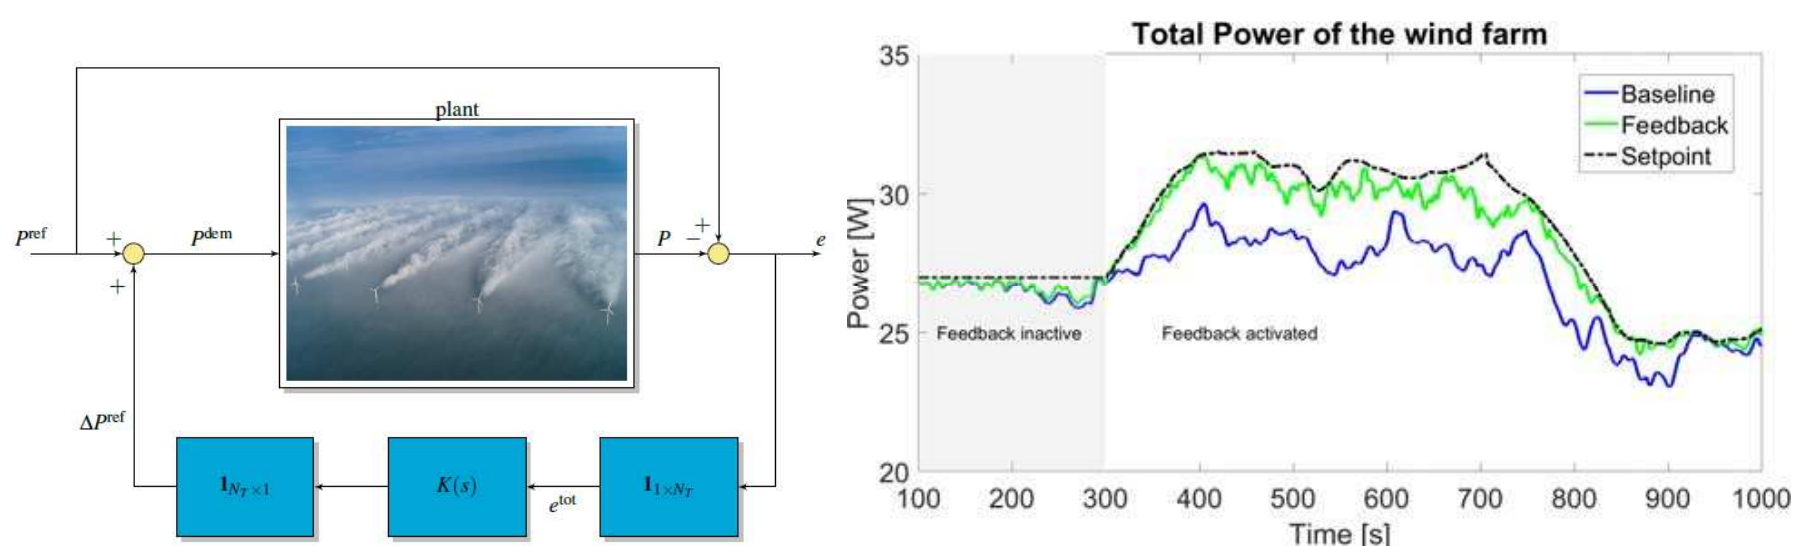 plant
P^ref
+
+
P^dem
P
+
−
e
ΔP^ref
1_{N_T×1}
K(s)
e^tot
1_{1×N_T}
Total Power of the wind farm
35
30
25
20
Power [W]
Baseline
Feedback
Setpoint
Feedback inactive
Feedback activated
100 200 300 400 500 600 700 800 900 1000
Time [s]